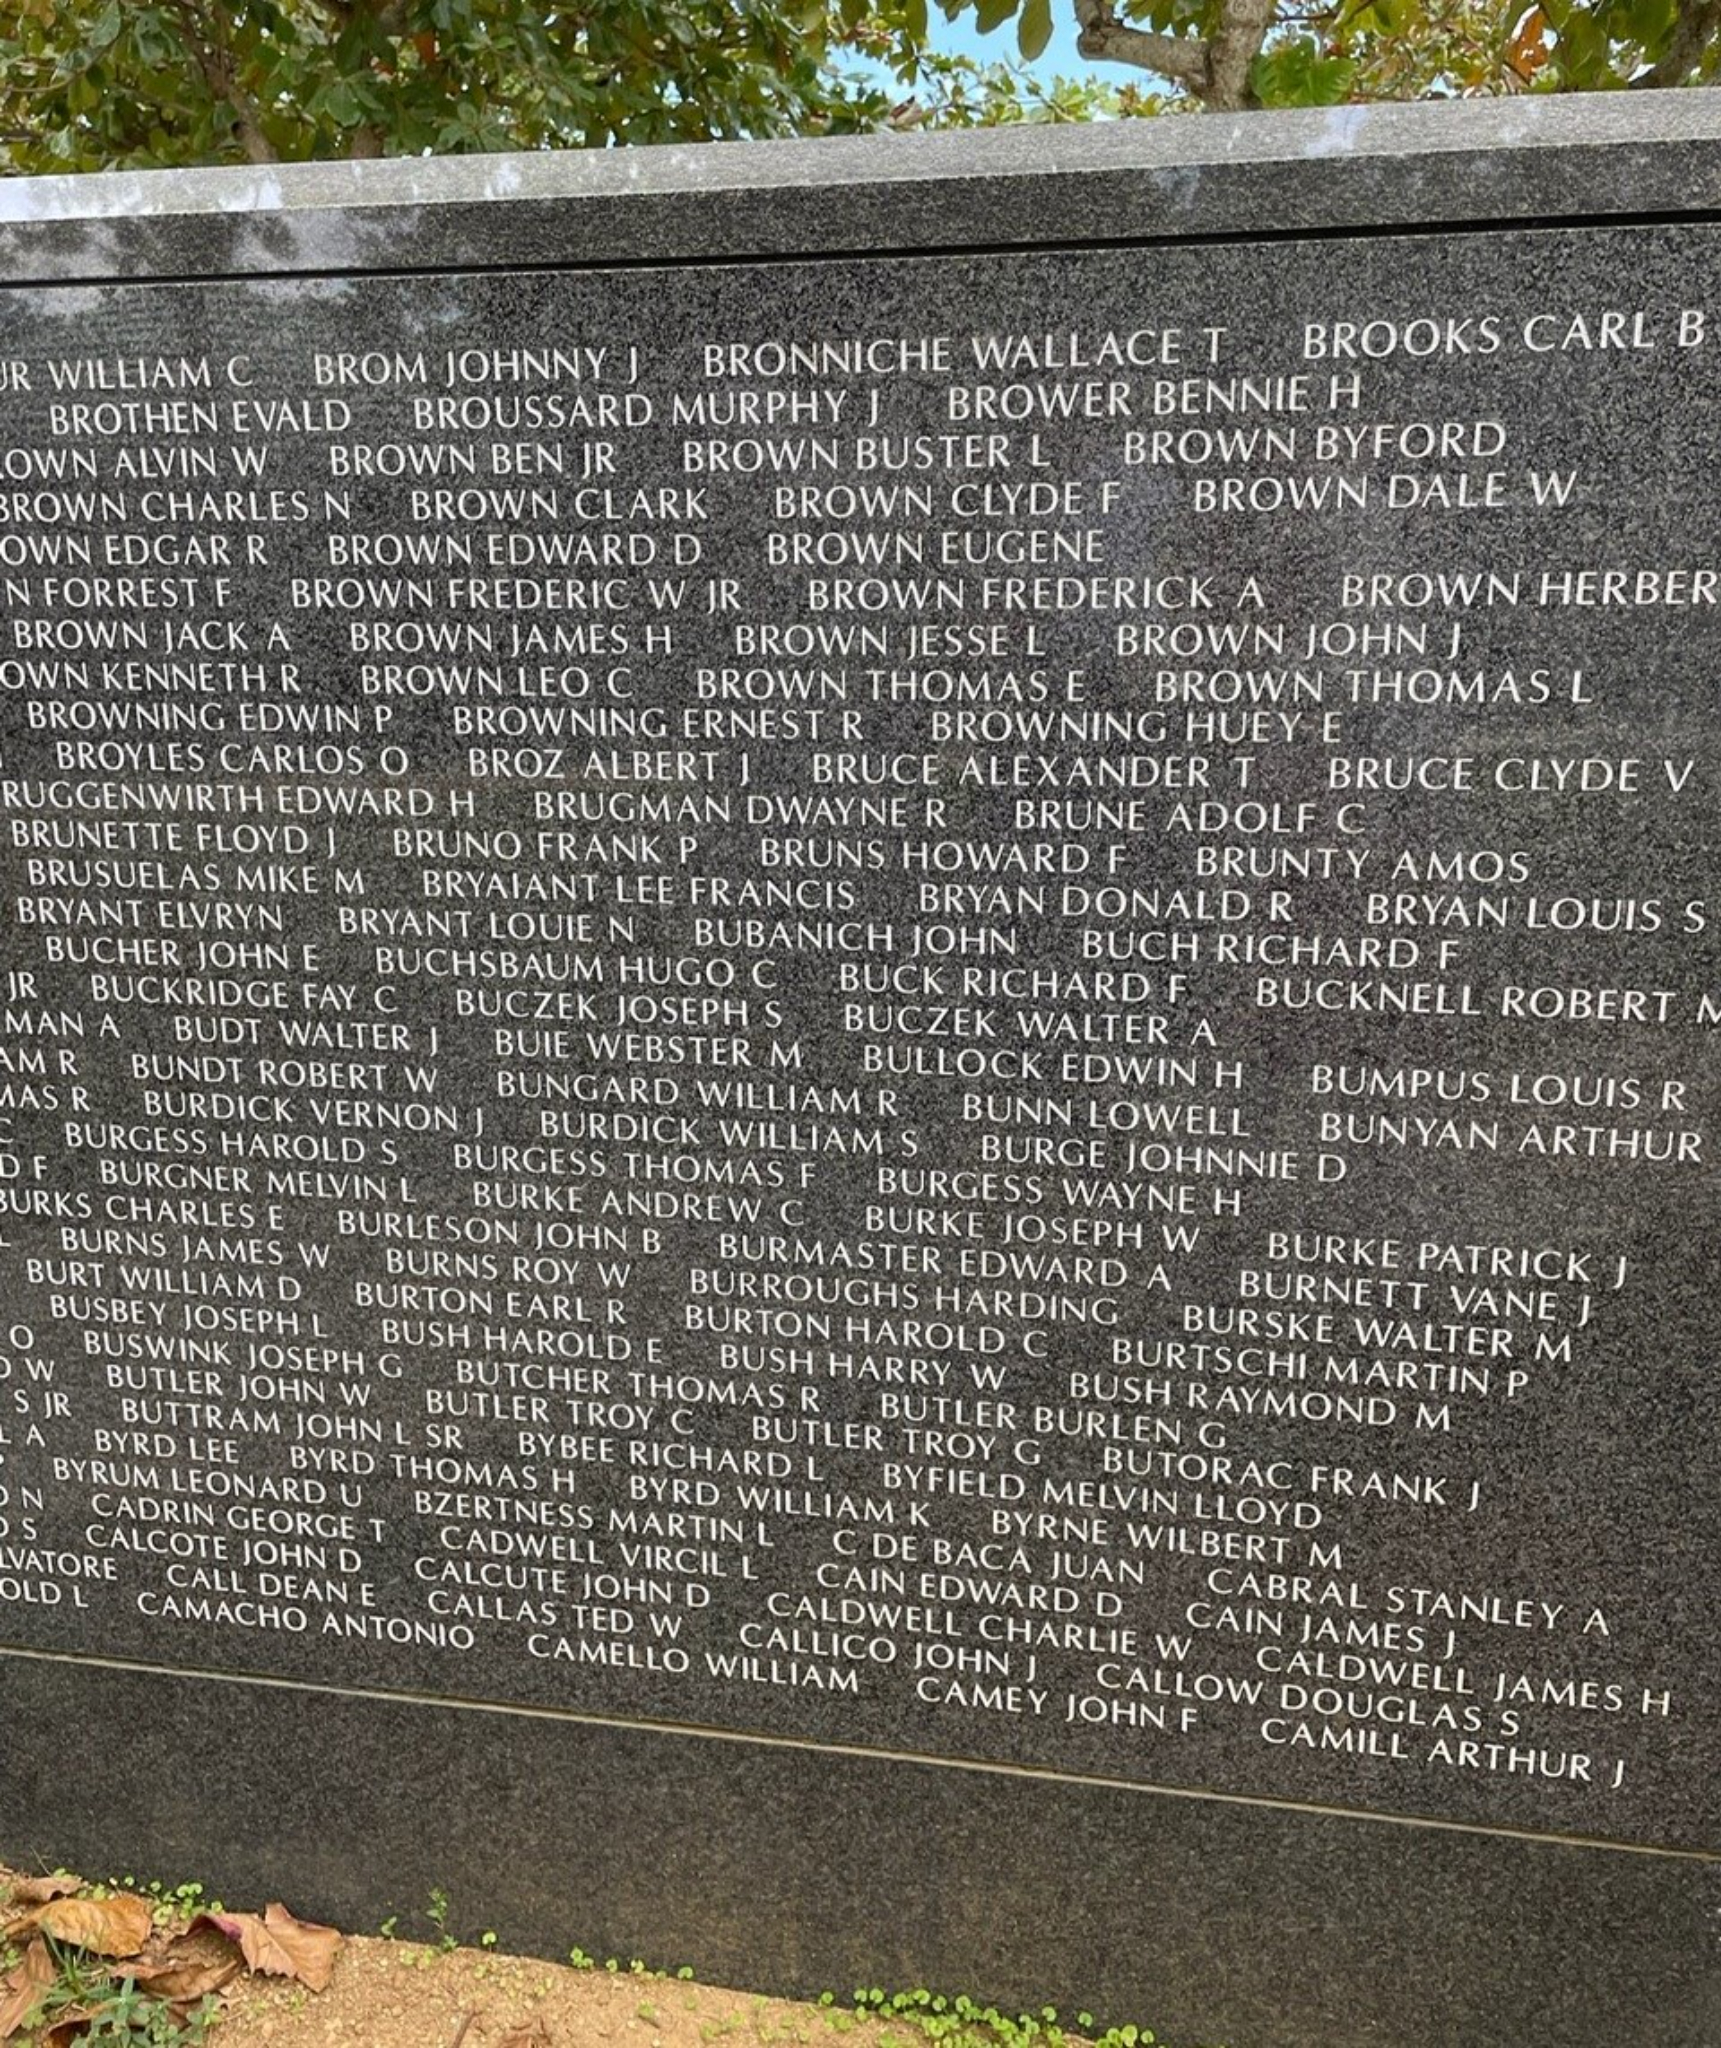 UR WILLIAM C BROM JOHNNY J BRONNICHE WALLACE T BROOKS CARL B
BROTHEN EVALD BROUSSARD MURPHY J BROWER BENNIE H
ROWN ALVIN W BROWN BEN JR BROWN BUSTER L BROWN BYFORD
BROWN CHARLES N BROWN CLARK BROWN CLYDE F BROWN DALE W
OWN EDGAR R BROWN EDWARD D BROWN EUGENE
N FORREST F BROWN FREDERIC W JR BROWN FREDERICK A BROWN HERBER
BROWN JACK A BROWN JAMES H BROWN JESSE L BROWN JOHN J
OWN KENNETH R BROWN LEO C BROWN THOMAS E BROWN THOMAS L
BROWNING EDWIN P BROWNING ERNEST R BROWNING HUEY E
BROYLES CARLOS O BROZ ALBERT J BRUCE ALEXANDER T BRUCE CLYDE V
RUGGENWIRTH EDWARD H BRUGMAN DWAYNE R BRUNE ADOLF C
BRUNETTE FLOYD J BRUNO FRANK P BRUNS HOWARD F BRUNTY AMOS
BRUSUELAS MIKE M BRYAIANT LEE FRANCIS BRYAN DONALD R BRYAN LOUIS S
BRYANT ELVRYN BRYANT LOUIE N BUBANICH JOHN BUCH RICHARD F
BUCHER JOHN E BUCHSBAUM HUGO C BUCK RICHARD F BUCKNELL ROBERT M
JR BUCKRIDGE FAY C BUCZEK JOSEPH S BUCZEK WALTER A
MAN A BUDT WALTER J BUIE WEBSTER M BULLOCK EDWIN H BUMPUS LOUIS R
AM R BUNDT ROBERT W BUNGARD WILLIAM R BUNN LOWELL BUNYAN ARTHUR
MAS R BURDICK VERNON J BURDICK WILLIAM S BURGE JOHNNIE D
C BURGESS HAROLD S BURGESS THOMAS F BURGESS WAYNE H
D F BURGNER MELVIN L BURKE ANDREW C BURKE JOSEPH W BURKE PATRICK J
BURKS CHARLES E BURLESON JOHN B BURMASTER EDWARD A BURNETT VANE J
L BURNS JAMES W BURNS ROY W BURROUGHS HARDING BURSKE WALTER M
BURT WILLIAM D BURTON EARL R BURTON HAROLD C BURTSCHI MARTIN P
BUSBEY JOSEPH L BUSH HAROLD E BUSH HARRY W BUSH RAYMOND M
O BUSWINK JOSEPH G BUTCHER THOMAS R BUTLER BURLEN G
D W BUTLER JOHN W BUTLER TROY C BUTLER TROY G BUTORAC FRANK J
S JR BUTTRAM JOHN L SR BYBEE RICHARD L BYFIELD MELVIN LLOYD
L A BYRD LEE BYRD THOMAS H BYRD WILLIAM K BYRNE WILBERT M
BYRUM LEONARD U BZERTNESS MARTIN L C DE BACA JUAN CABRAL STANLEY A
D N CADRIN GEORGE T CADWELL VIRCIL L CAIN EDWARD D CAIN JAMES J
D S CALCOTE JOHN D CALCUTE JOHN D CALDWELL CHARLIE W CALDWELL JAMES H
LVATORE CALL DEAN E CALLAS TED W CALLICO JOHN J CALLOW DOUGLAS S
OLD L CAMACHO ANTONIO CAMELLO WILLIAM CAMEY JOHN F CAMILL ARTHUR J